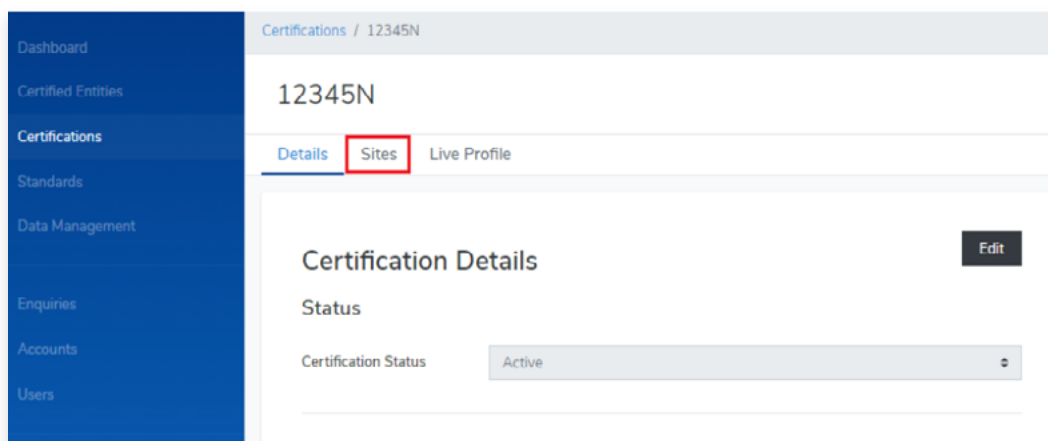 Dashboard
Certified Entities
Certifications
Standards
Data Management
Enquiries
Accounts
Users
Certifications / 12345N
12345N
Details Sites Live Profile
Certification Details
Edit
Status
Certification Status Active